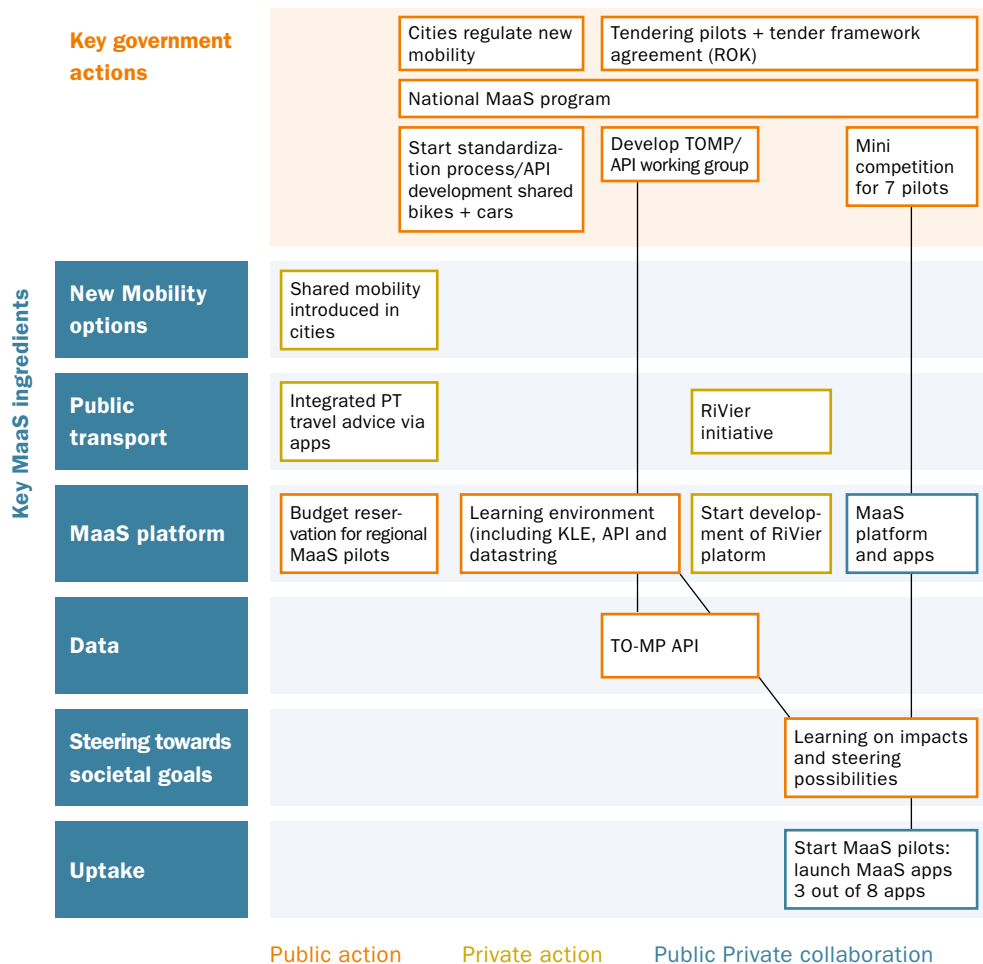 Key government
actions
Cities regulate new
mobility
Tendering pilots + tender framework
agreement (ROK)
National MaaS program
Start standardiza-
tion process/API
development shared
bikes + cars
Develop TOMP/
API working group
Mini
competition
for 7 pilots
Key MaaS ingredients
New Mobility
options
Shared mobility
introduced in
cities
Public
transport
Integrated PT
travel advice via
apps
RiVier
initiative
MaaS platform
Budget reser-
vation for regional
MaaS pilots
Learning environment
(including KLE, API and
datastring
Start develop-
ment of RiVier
platorm
MaaS
platform
and apps
Data
TO-MP API
Steering towards
societal goals
Learning on impacts
and steering
possibilities
Uptake
Start MaaS pilots:
launch MaaS apps
3 out of 8 apps
Public action
Private action
Public Private collaboration